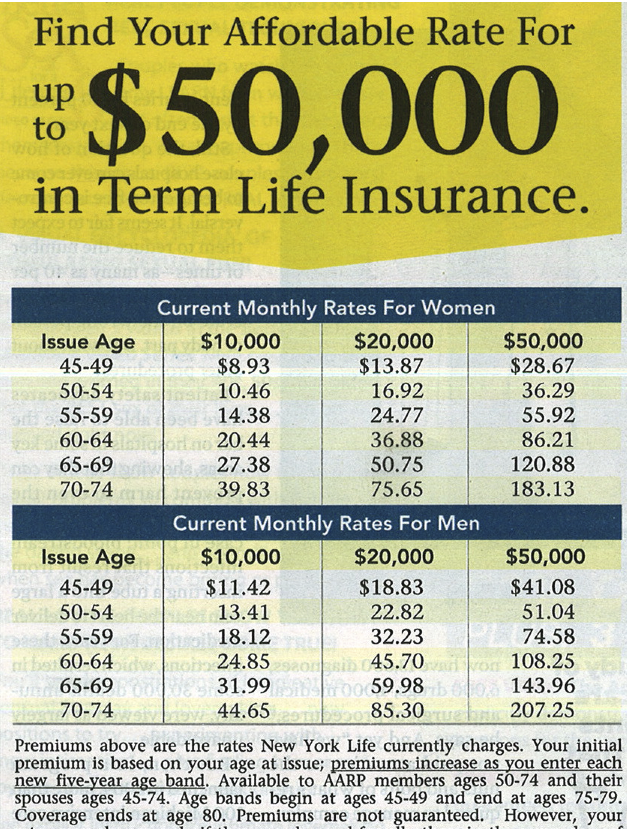 Find Your Affordable Rate For
up to $50,000
in Term Life Insurance.
Current Monthly Rates For Women
Issue Age $10,000 $20,000 $50,000
45-49 $8.93 $13.87 $28.67
50-54 10.46 16.92 36.29
55-59 14.38 24.77 55.92
60-64 20.44 36.88 86.21
65-69 27.38 50.75 120.88
70-74 39.83 75.65 183.13
Current Monthly Rates For Men
Issue Age $10,000 $20,000 $50,000
45-49 $11.42 $18.83 $41.08
50-54 13.41 22.82 51.04
55-59 18.12 32.23 74.58
60-64 24.85 45.70 108.25
65-69 31.99 59.98 143.96
70-74 44.65 85.30 207.25
Premiums above are the rates New York Life currently charges. Your initial
premium is based on your age at issue; premiums increase as you enter each
new five-year age band. Available to AARP members ages 50-74 and their
spouses ages 45-74. Age bands begin at ages 45-49 and end at ages 75-79.
Coverage ends at age 80. Premiums are not guaranteed. However, your